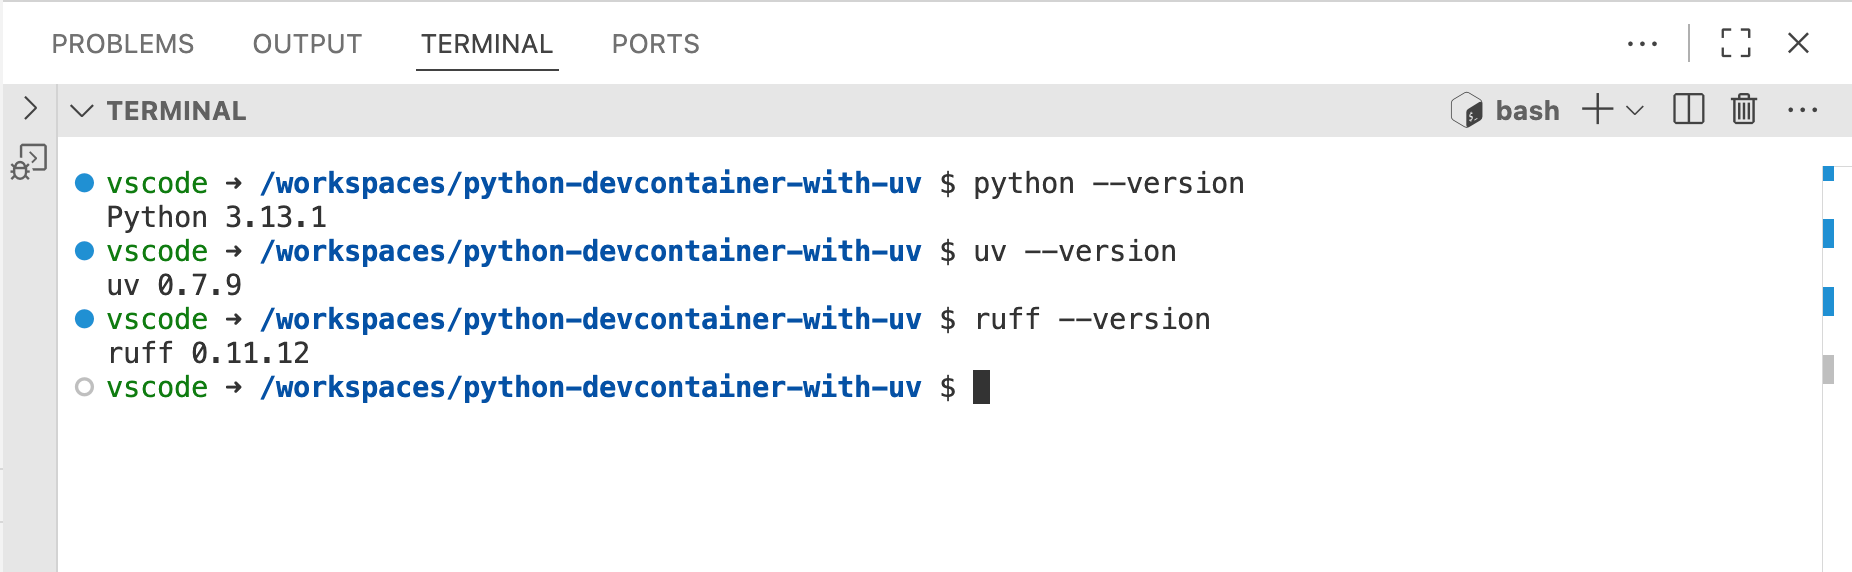 PROBLEMS OUTPUT TERMINAL PORTS
TERMINAL bash
vscode ➜ /workspaces/python-devcontainer-with-uv $ python --version
Python 3.13.1
vscode ➜ /workspaces/python-devcontainer-with-uv $ uv --version
uv 0.7.9
vscode ➜ /workspaces/python-devcontainer-with-uv $ ruff --version
ruff 0.11.12
vscode ➜ /workspaces/python-devcontainer-with-uv $